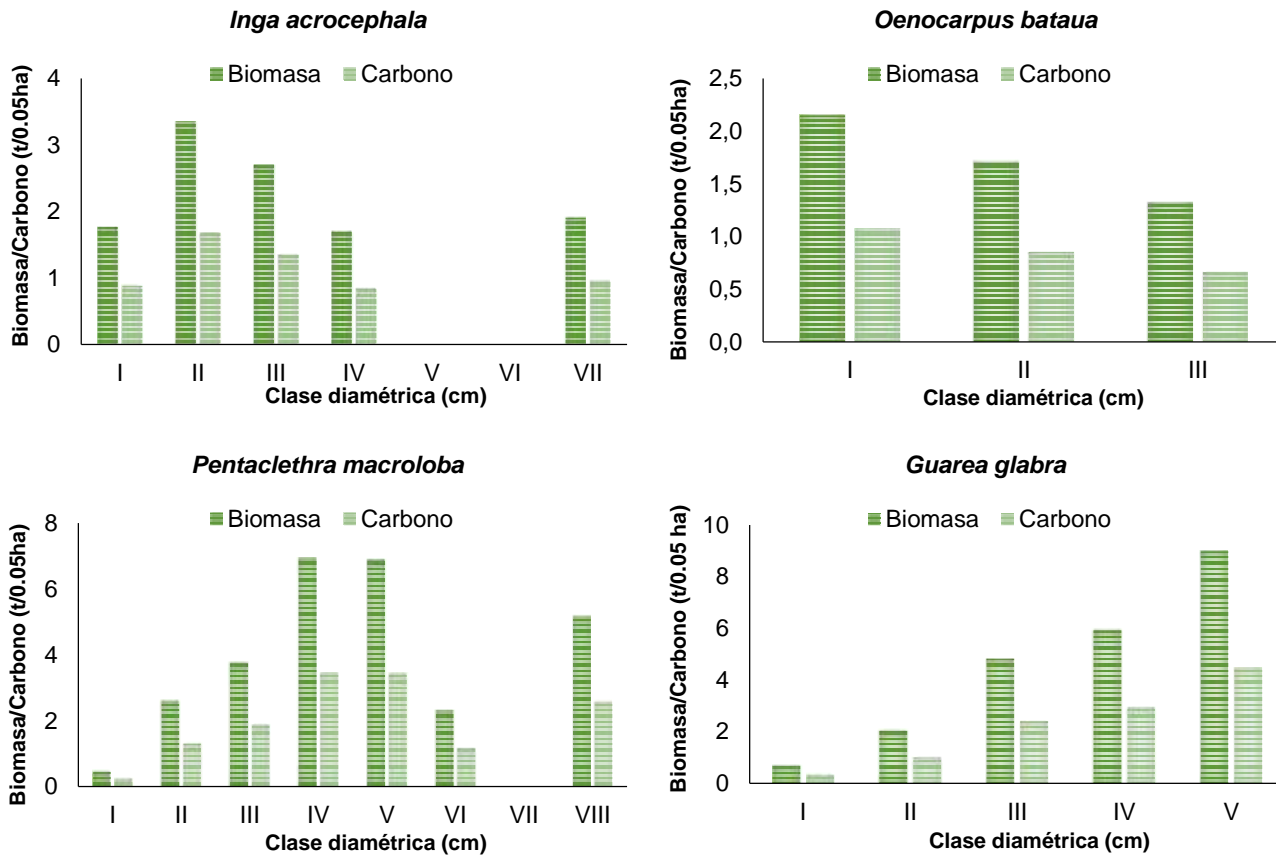 Inga acrocephala
Biomasa Carbono
Biomasa/Carbono (t/0.05ha)
4
3
2
1
0
I II III IV V VI VII
Clase diamétrica (cm)
Oenocarpus bataua
Biomasa Carbono
Biomasa/Carbono (t/0.05ha)
2,5
2,0
1,5
1,0
0,5
0,0
I II III
Clase diamétrica (cm)
Pentaclethra macroloba
Biomasa Carbono
Biomasa/Carbono (t/0.05ha)
8
6
4
2
0
I II III IV V VI VII VIII
Clase diamétrica (cm)
Guarea glabra
Biomasa Carbono
Biomasa/Carbono (t/0.05 ha)
10
8
6
4
2
0
I II III IV V
Clase diamétrica (cm)